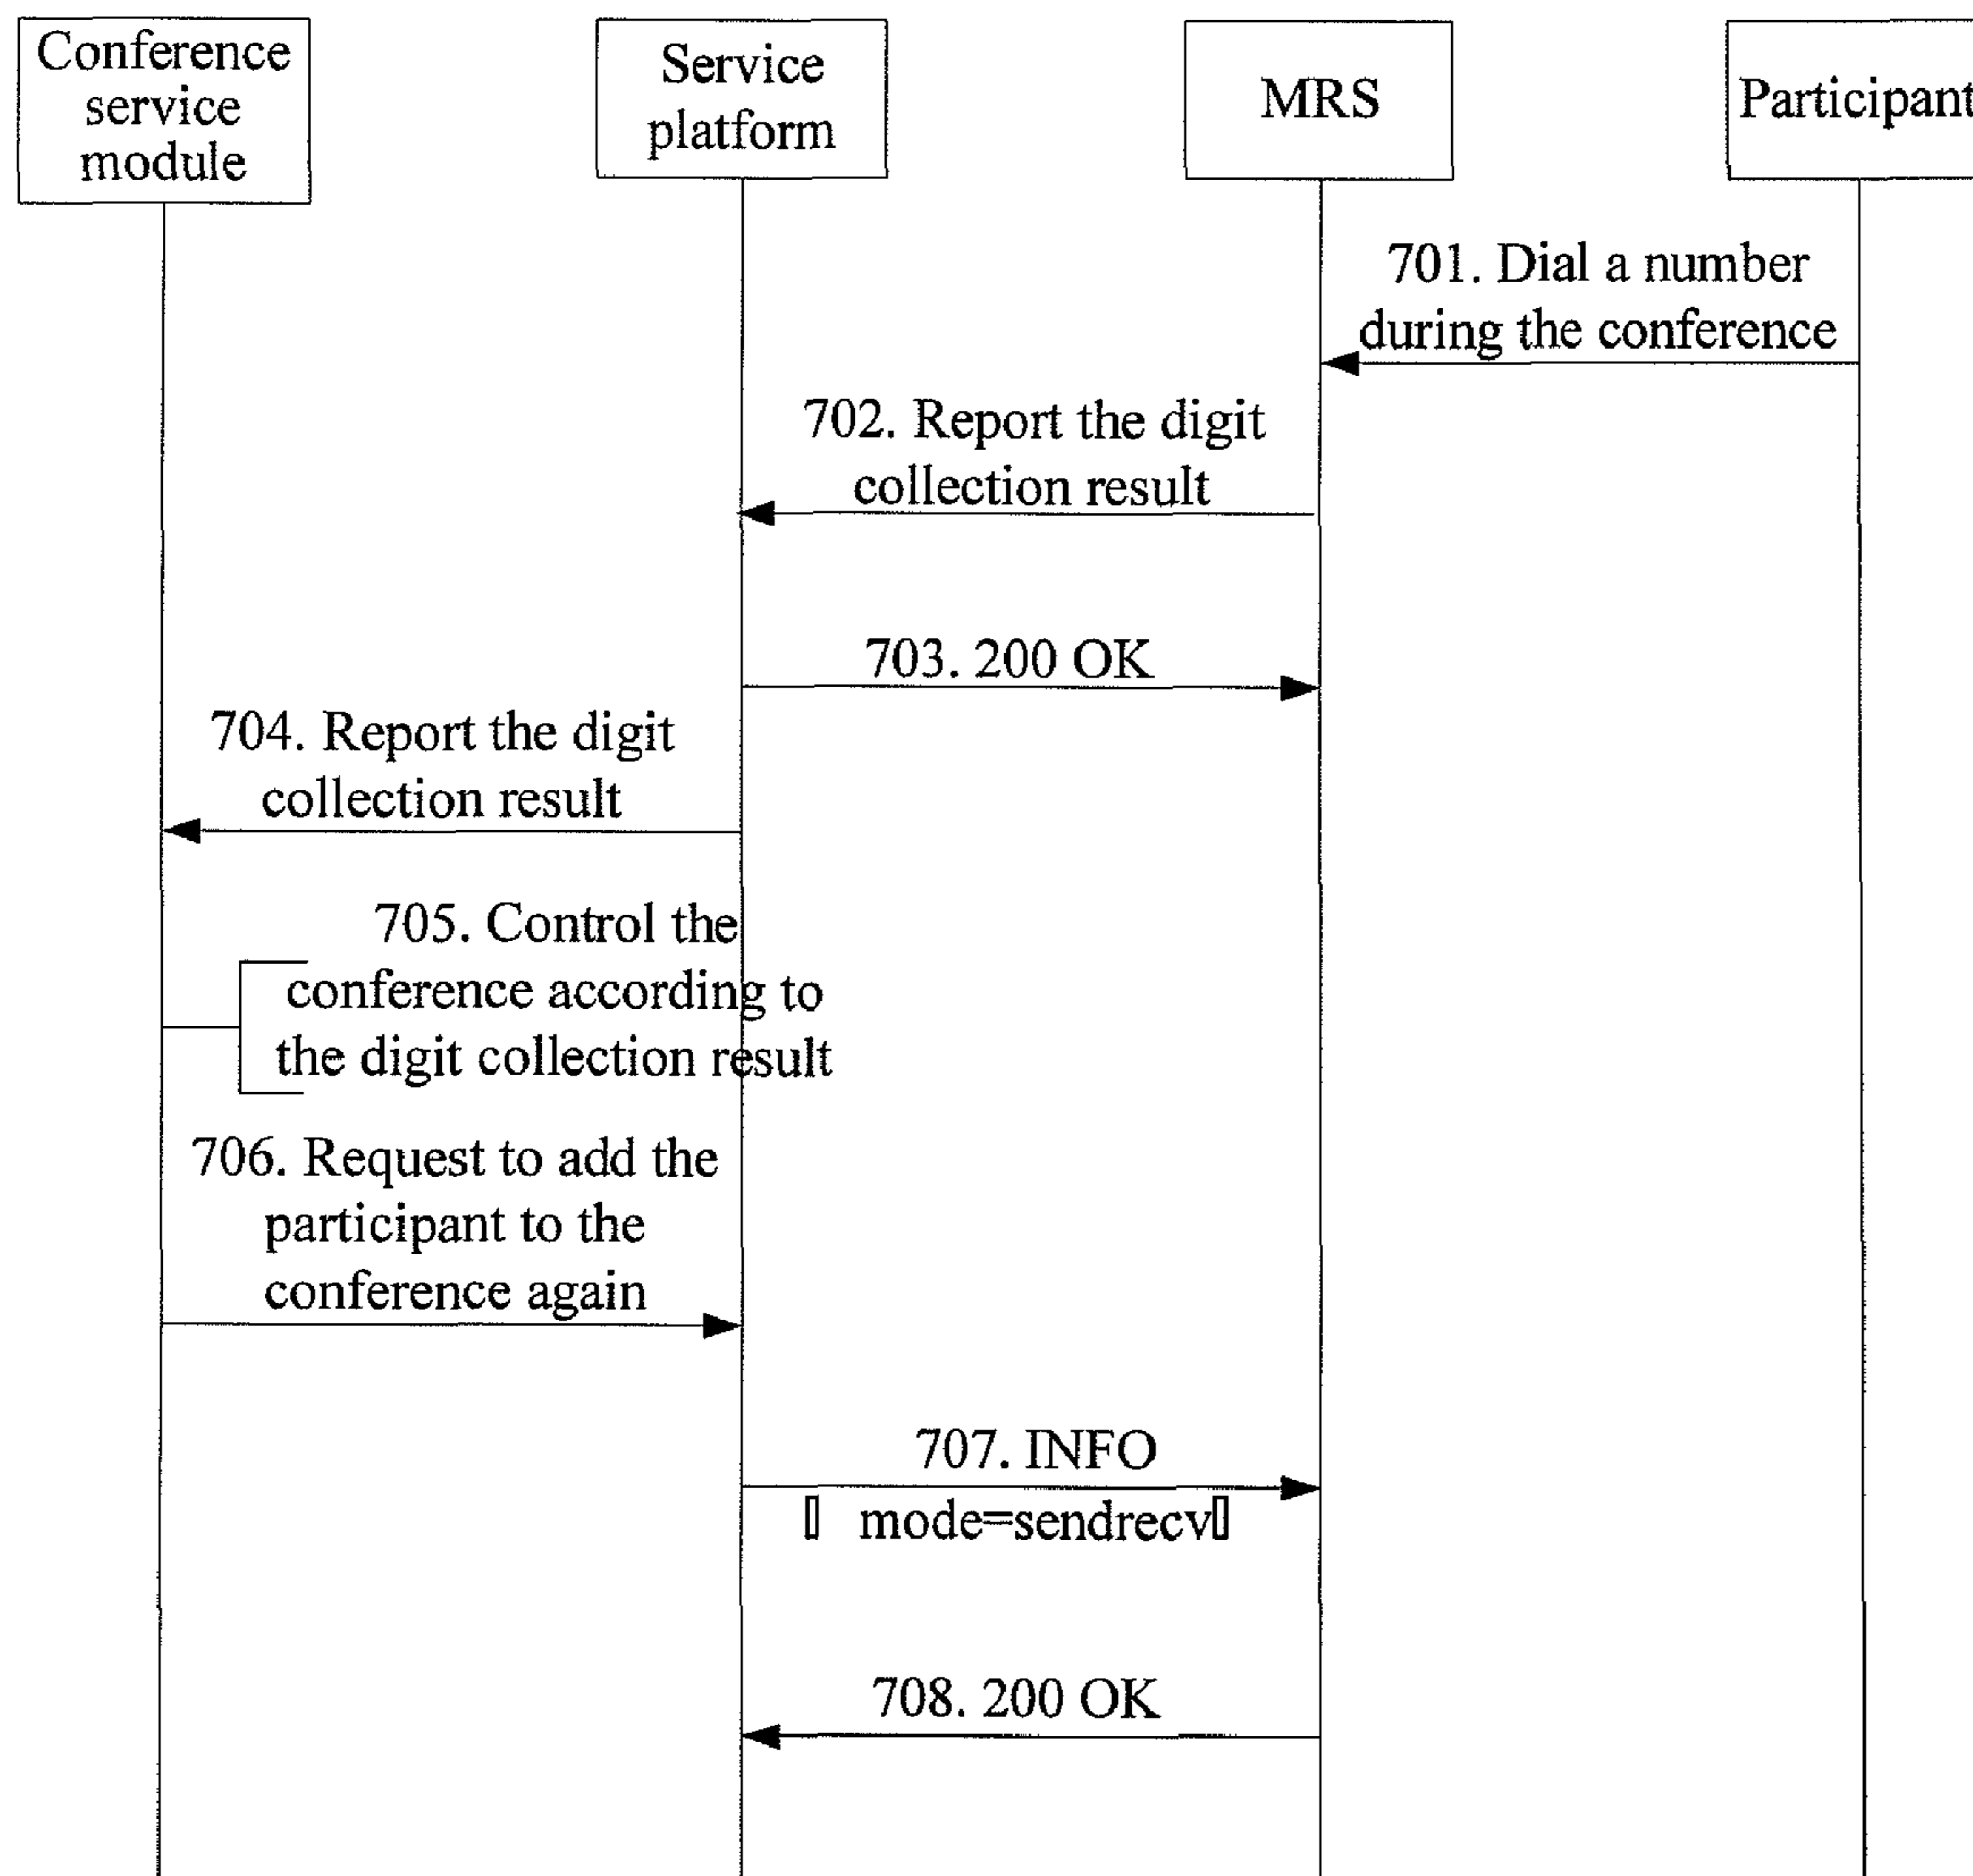 Conference
service
module
Service
platform
MRS
Participant
701. Dial a number
during the conference
702. Report the digit
collection result
703. 200 OK
704. Report the digit
collection result
705. Control the
conference according to
the digit collection result
706. Request to add the
participant to the
conference again
707. INFO
▯ mode=sendrecv▯
708. 200 OK